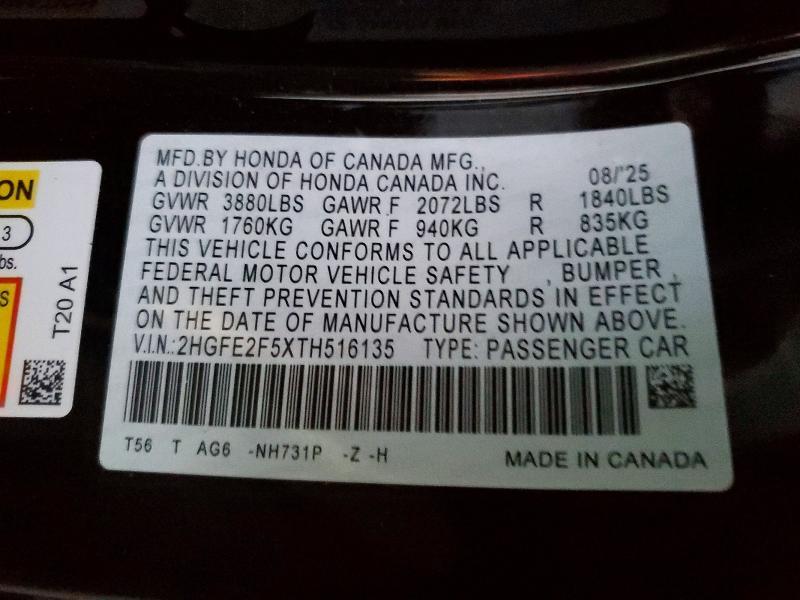 MFD.BY HONDA OF CANADA MFG.,
A DIVISION OF HONDA CANADA INC. 08/'25
GVWR 3880LBS GAWR F 2072LBS R 1840LBS
GVWR 1760KG GAWR F 940KG R 835KG
THIS VEHICLE CONFORMS TO ALL APPLICABLE
FEDERAL MOTOR VEHICLE SAFETY , BUMPER ,
AND THEFT PREVENTION STANDARDS IN EFFECT
ON THE DATE OF MANUFACTURE SHOWN ABOVE.
V.I.N.:2HGFE2F5XTH516135 TYPE: PASSENGER CAR
T56 T AG6 -NH731P -Z -H MADE IN CANADA
ON
3
bs.
S
T20 A1